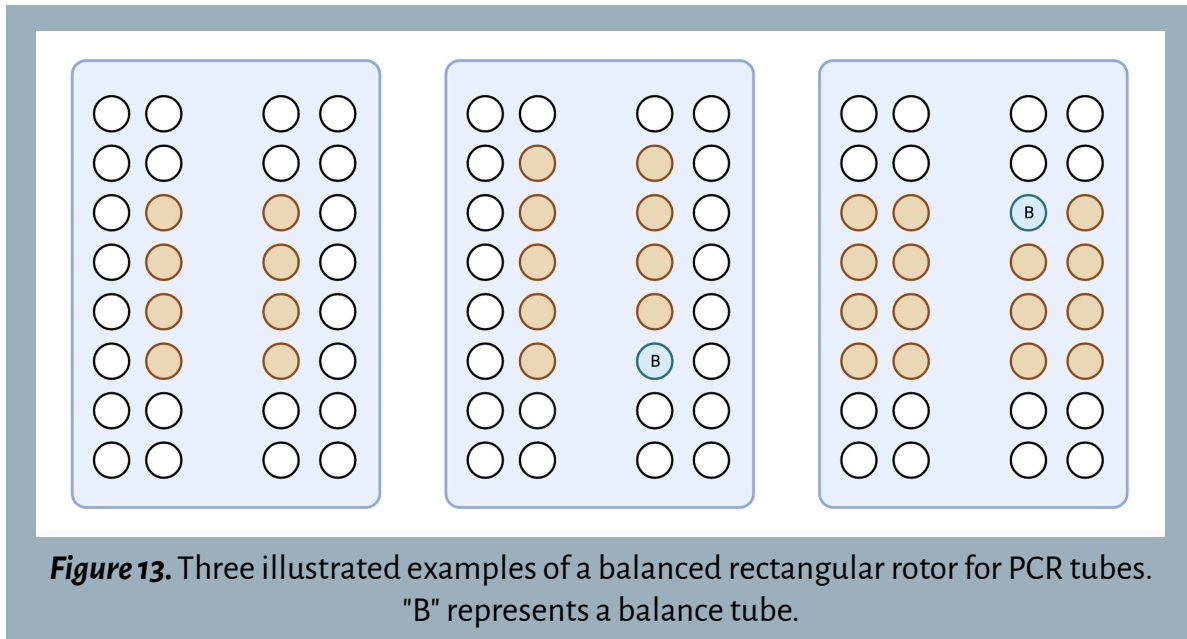 B
B
Figure 13. Three illustrated examples of a balanced rectangular rotor for PCR tubes.
"B" represents a balance tube.